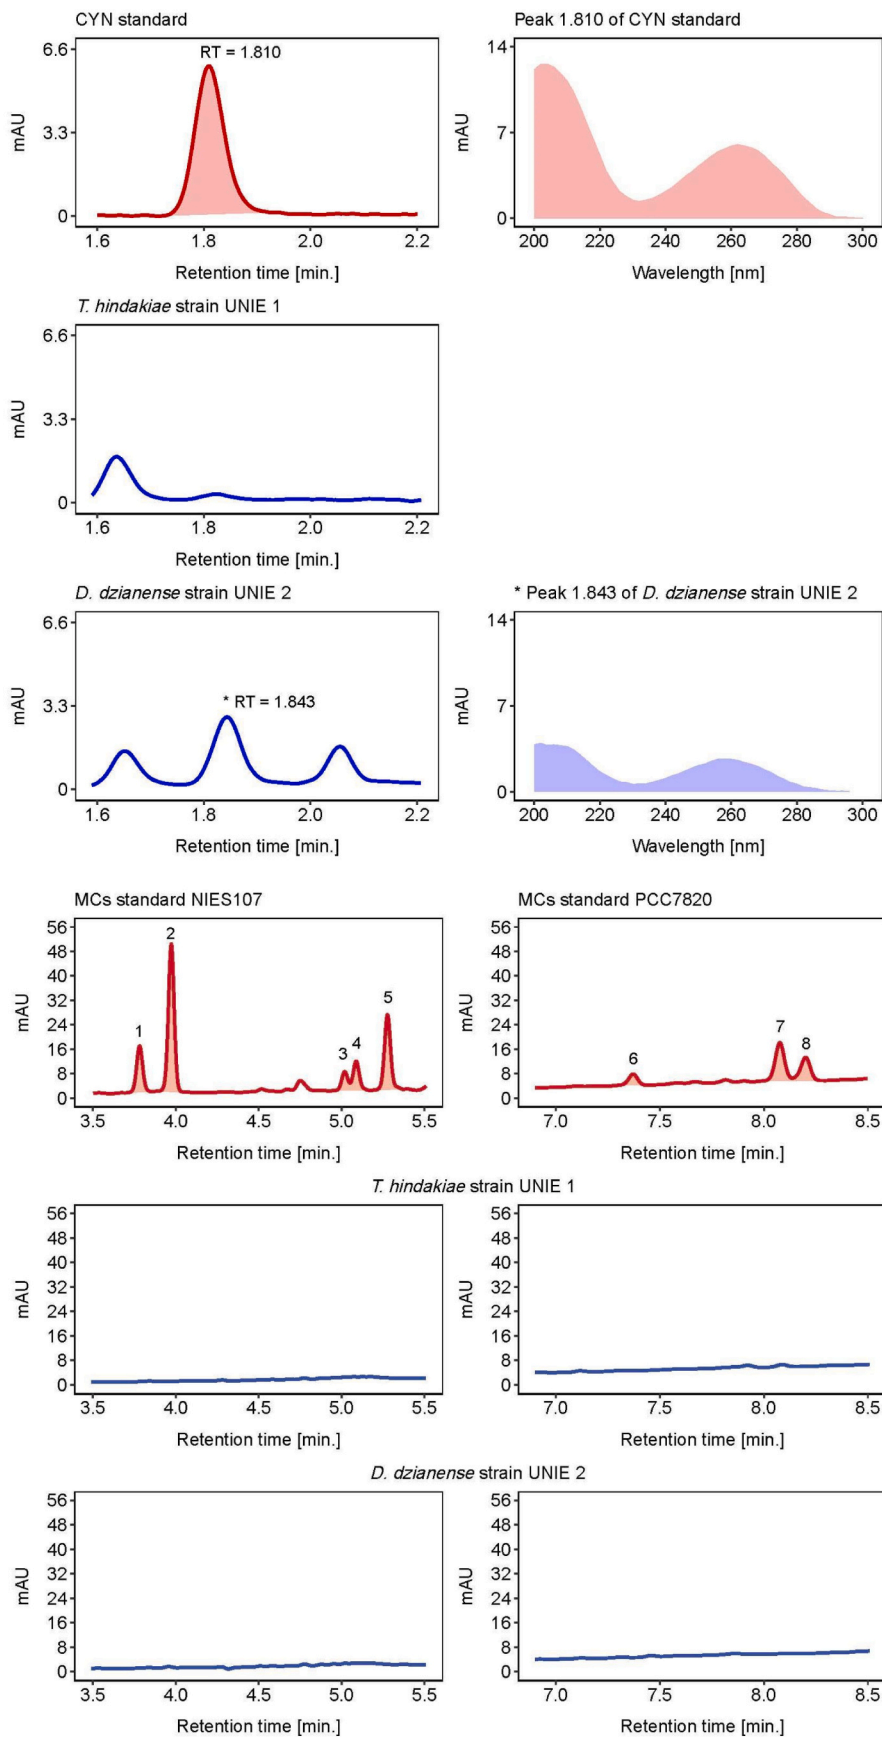 CYN standard
Peak 1.810 of CYN standard
6.6
3.3
0
mAU
RT = 1.810
1.6 1.8 2.0 2.2
Retention time [min.]
14
7
0
mAU
200 220 240 260 280 300
Wavelength [nm]
T. hindakiae strain UNIE 1
6.6
3.3
0
mAU
1.6 1.8 2.0 2.2
Retention time [min.]
D. dzianense strain UNIE 2
* Peak 1.843 of D. dzianense strain UNIE 2
6.6
3.3
0
mAU
* RT = 1.843
1.6 1.8 2.0 2.2
Retention time [min.]
14
7
0
mAU
200 220 240 260 280 300
Wavelength [nm]
MCs standard NIES107
MCs standard PCC7820
56
48
40
32
24
16
8
0
mAU
1 2 3 4 5
3.5 4.0 4.5 5.0 5.5
Retention time [min.]
56
48
40
32
24
16
8
0
mAU
6 7 8
7.0 7.5 8.0 8.5
Retention time [min.]
T. hindakiae strain UNIE 1
56
48
40
32
24
16
8
0
mAU
3.5 4.0 4.5 5.0 5.5
Retention time [min.]
56
48
40
32
24
16
8
0
mAU
7.0 7.5 8.0 8.5
Retention time [min.]
D. dzianense strain UNIE 2
56
48
40
32
24
16
8
0
mAU
3.5 4.0 4.5 5.0 5.5
Retention time [min.]
56
48
40
32
24
16
8
0
mAU
7.0 7.5 8.0 8.5
Retention time [min.]